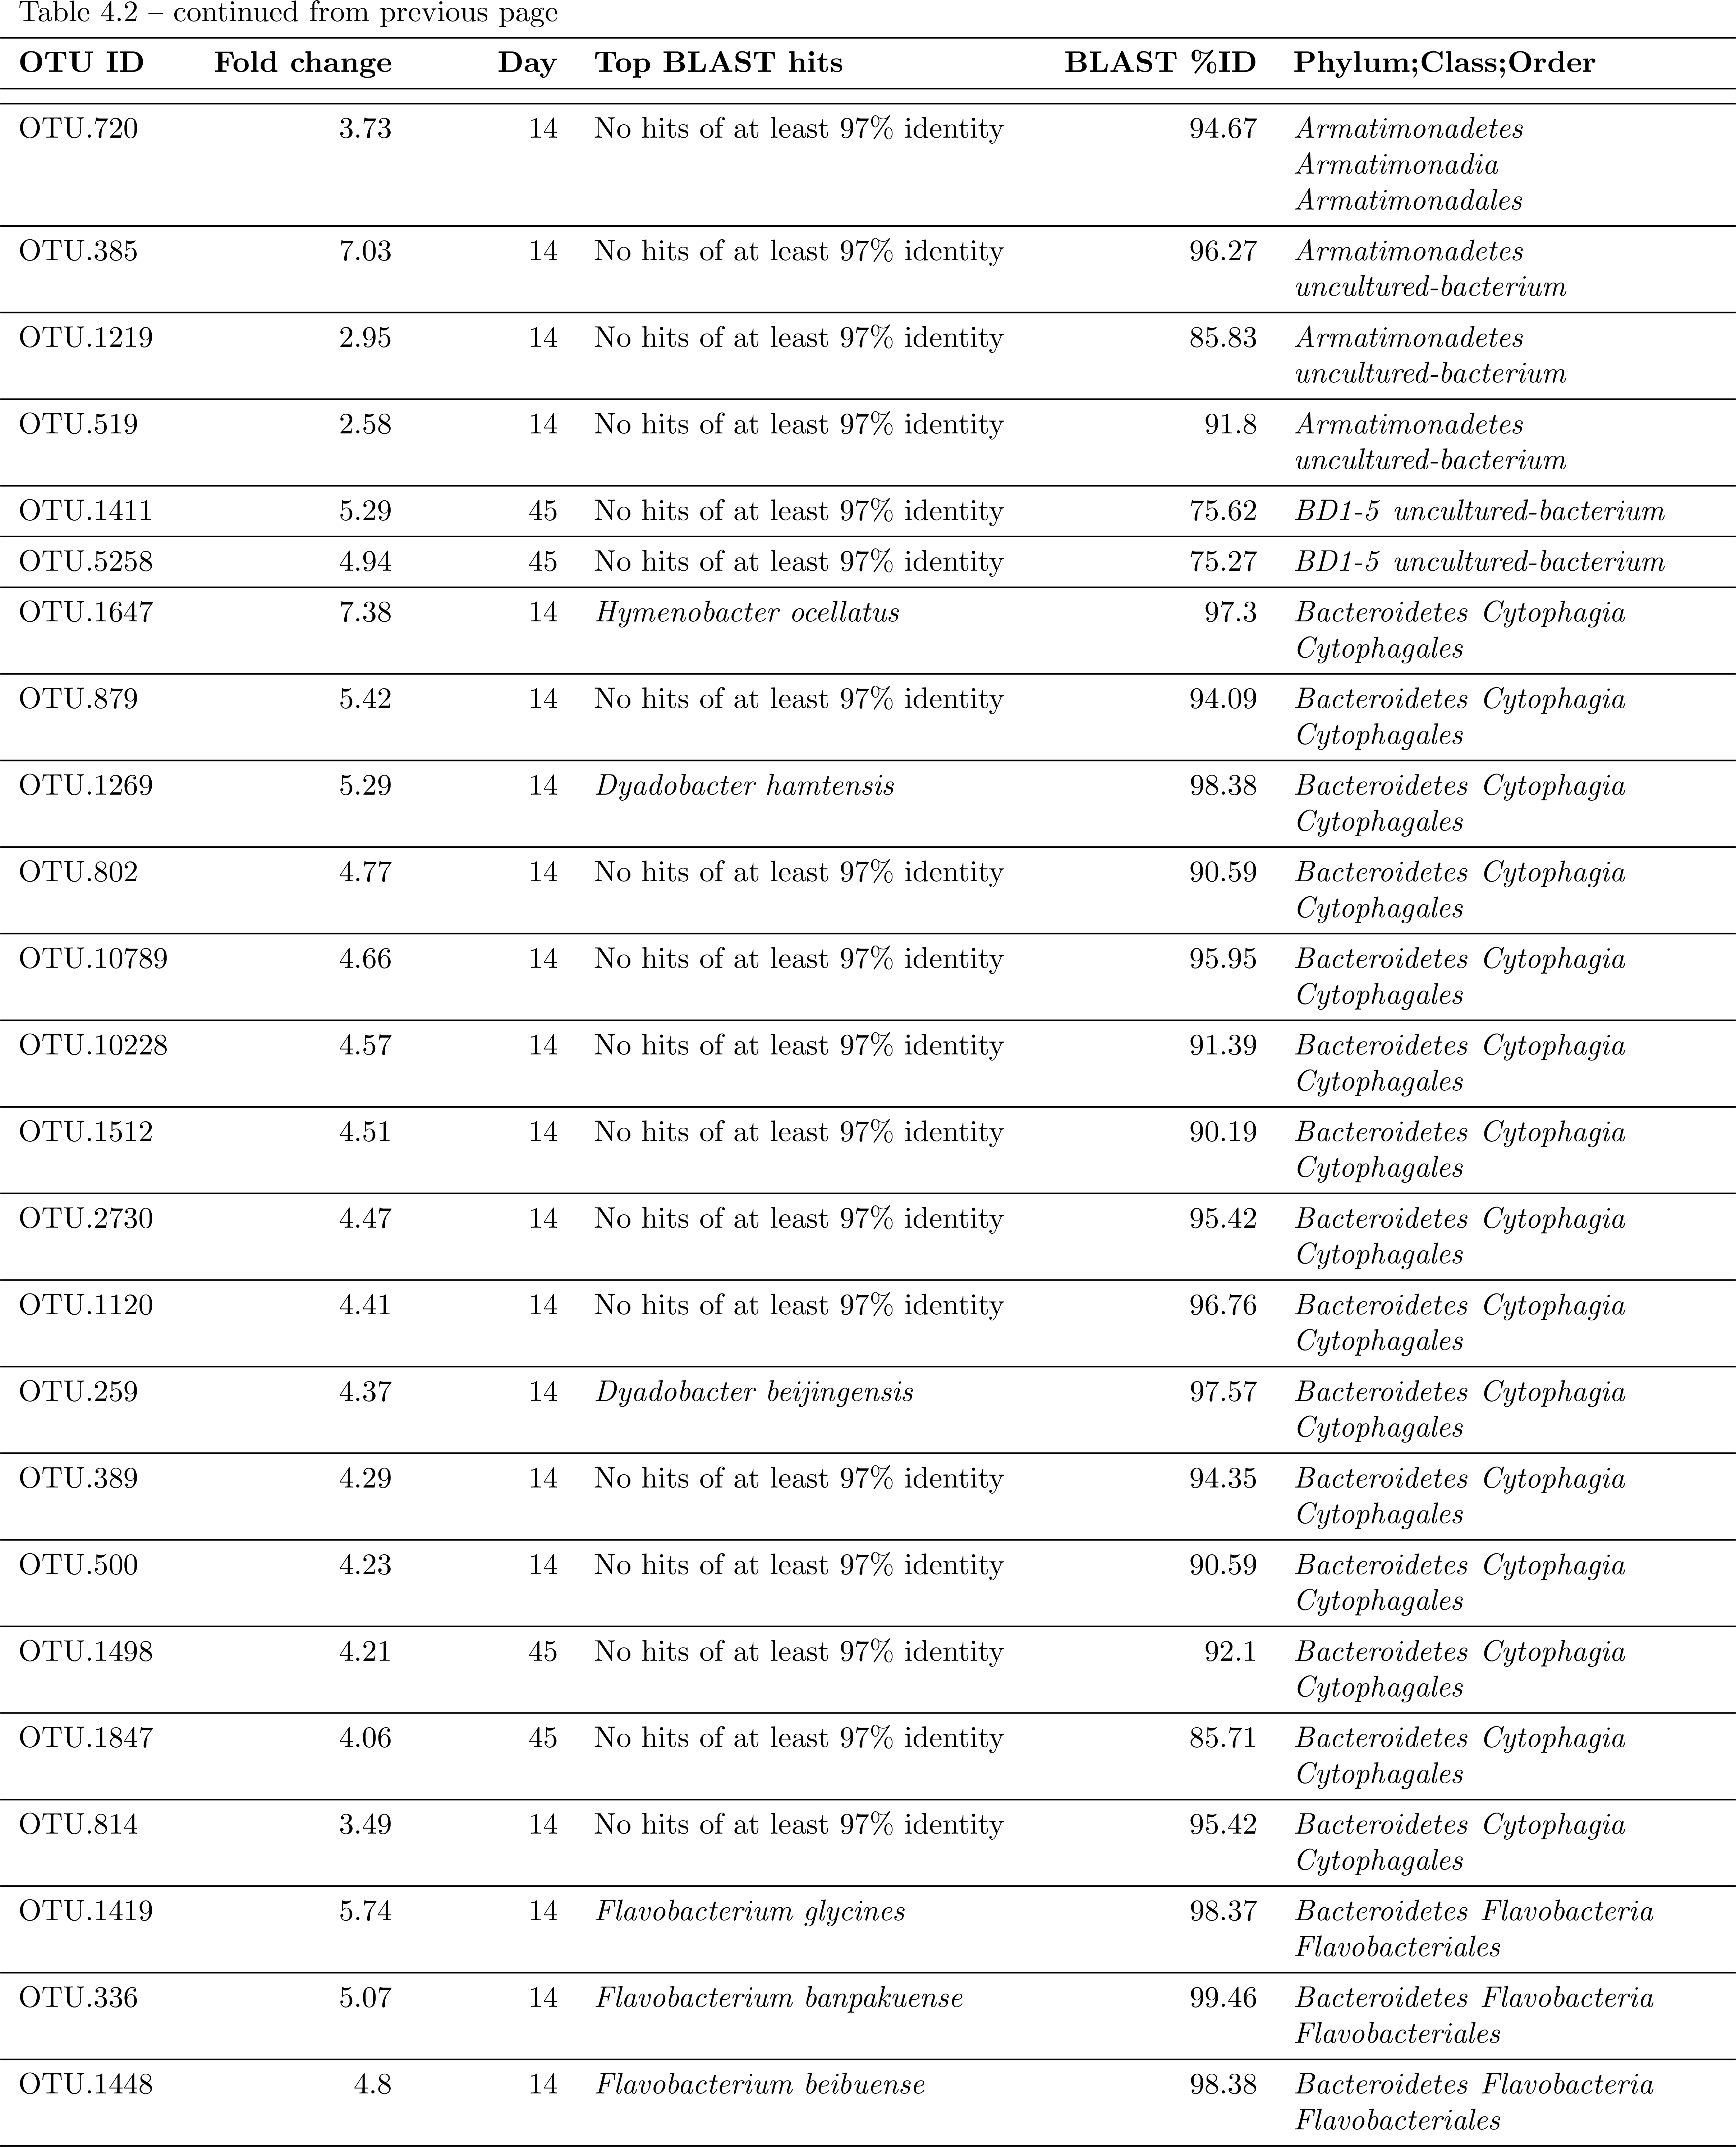 Table 4.2 – continued from previous page
OTU ID Fold change Day Top BLAST hits BLAST %ID Phylum;Class;Order
OTU.720 3.73 14 No hits of at least 97% identity 94.67 Armatimonadetes
Armatimonadia
Armatimonadales
OTU.385 7.03 14 No hits of at least 97% identity 96.27 Armatimonadetes
uncultured-bacterium
OTU.1219 2.95 14 No hits of at least 97% identity 85.83 Armatimonadetes
uncultured-bacterium
OTU.519 2.58 14 No hits of at least 97% identity 91.8 Armatimonadetes
uncultured-bacterium
OTU.1411 5.29 45 No hits of at least 97% identity 75.62 BD1-5 uncultured-bacterium
OTU.5258 4.94 45 No hits of at least 97% identity 75.27 BD1-5 uncultured-bacterium
OTU.1647 7.38 14 Hymenobacter ocellatus 97.3 Bacteroidetes Cytophagia
Cytophagales
OTU.879 5.42 14 No hits of at least 97% identity 94.09 Bacteroidetes Cytophagia
Cytophagales
OTU.1269 5.29 14 Dyadobacter hamtensis 98.38 Bacteroidetes Cytophagia
Cytophagales
OTU.802 4.77 14 No hits of at least 97% identity 90.59 Bacteroidetes Cytophagia
Cytophagales
OTU.10789 4.66 14 No hits of at least 97% identity 95.95 Bacteroidetes Cytophagia
Cytophagales
OTU.10228 4.57 14 No hits of at least 97% identity 91.39 Bacteroidetes Cytophagia
Cytophagales
OTU.1512 4.51 14 No hits of at least 97% identity 90.19 Bacteroidetes Cytophagia
Cytophagales
OTU.2730 4.47 14 No hits of at least 97% identity 95.42 Bacteroidetes Cytophagia
Cytophagales
OTU.1120 4.41 14 No hits of at least 97% identity 96.76 Bacteroidetes Cytophagia
Cytophagales
OTU.259 4.37 14 Dyadobacter beijingensis 97.57 Bacteroidetes Cytophagia
Cytophagales
OTU.389 4.29 14 No hits of at least 97% identity 94.35 Bacteroidetes Cytophagia
Cytophagales
OTU.500 4.23 14 No hits of at least 97% identity 90.59 Bacteroidetes Cytophagia
Cytophagales
OTU.1498 4.21 45 No hits of at least 97% identity 92.1 Bacteroidetes Cytophagia
Cytophagales
OTU.1847 4.06 45 No hits of at least 97% identity 85.71 Bacteroidetes Cytophagia
Cytophagales
OTU.814 3.49 14 No hits of at least 97% identity 95.42 Bacteroidetes Cytophagia
Cytophagales
OTU.1419 5.74 14 Flavobacterium glycines 98.37 Bacteroidetes Flavobacteria
Flavobacteriales
OTU.336 5.07 14 Flavobacterium banpakuense 99.46 Bacteroidetes Flavobacteria
Flavobacteriales
OTU.1448 4.8 14 Flavobacterium beibuense 98.38 Bacteroidetes Flavobacteria
Flavobacteriales